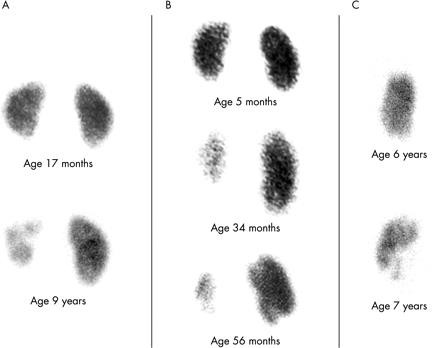 A
Age 17 months
Age 9 years
B
Age 5 months
Age 34 months
Age 56 months
C
Age 6 years
Age 7 years